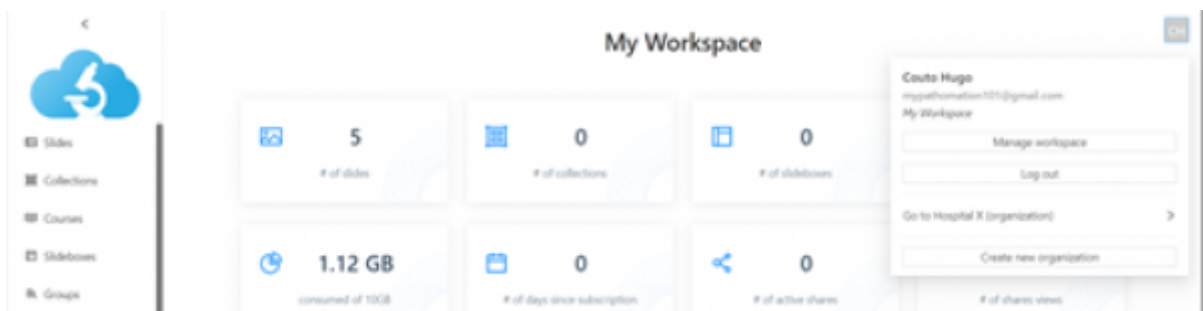 My Workspace
CH
Couto Hugo
mypathomation101@gmail.com
My Workspace
Manage workspace
Log out
Go to Hospital X (organization)
Create new organization
Slides
Collections
Courses
Slideboxes
Groups
5
# of slides
0
# of collections
0
# of slideboxes
1.12 GB
consumed of 10GB
0
# of days since subscription
0
# of active shares
# of shares views